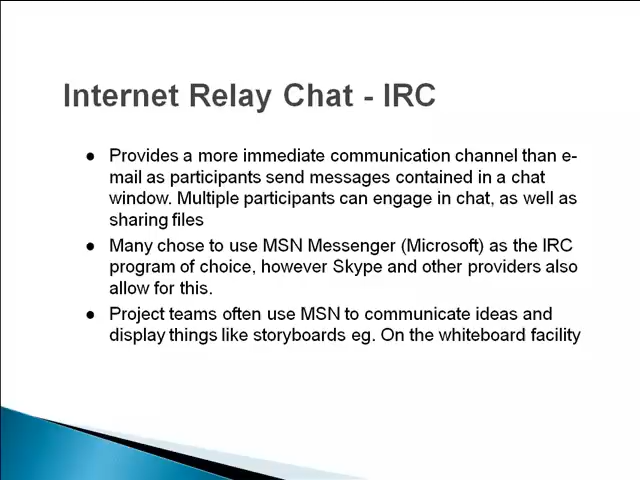 Internet Relay Chat - IRC
● Provides a more immediate communication channel than e-
mail as participants send messages contained in a chat
window. Multiple participants can engage in chat, as well as
sharing files
● Many chose to use MSN Messenger (Microsoft) as the IRC
program of choice, however Skype and other providers also
allow for this.
● Project teams often use MSN to communicate ideas and
display things like storyboards eg. On the whiteboard facility